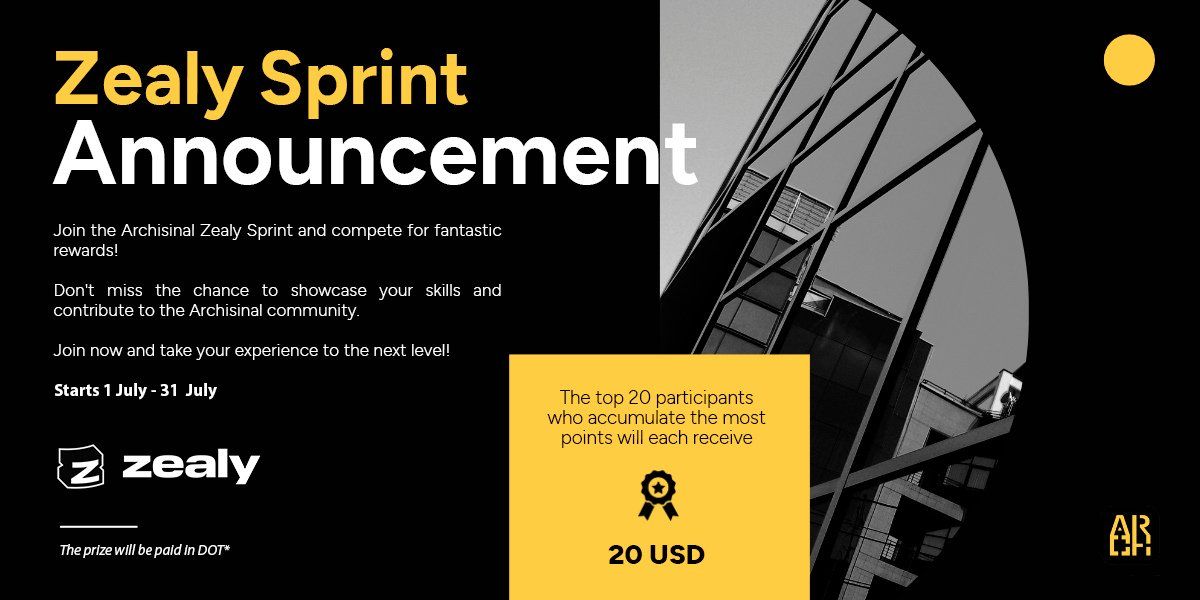 Zealy Sprint
Announcement
Join the Archisinal Zealy Sprint and compete for fantastic
rewards!
Don't miss the chance to showcase your skills and
contribute to the Archisinal community.
Join now and take your experience to the next level!
Starts 1 July - 31 July
Z zealy
The prize will be paid in DOT*
The top 20 participants
who accumulate the most
points will each receive
20 USD
ARCH